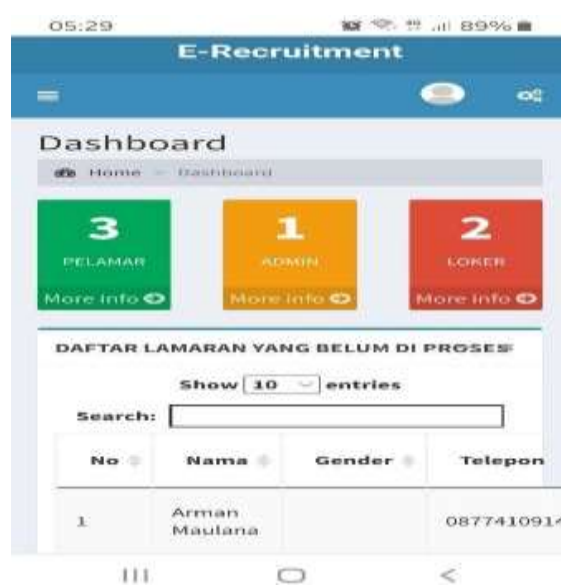 05:29 89%
E-Recruitment
Dashboard
Home Dashboard
3 1 2
PELAMAR ADMIN LOKER
More info More info More info
DAFTAR LAMARAN YANG BELUM DI PROSES
Show 10 entries
Search:
No Nama Gender Telepon
1 Arman Maulana 0877410914